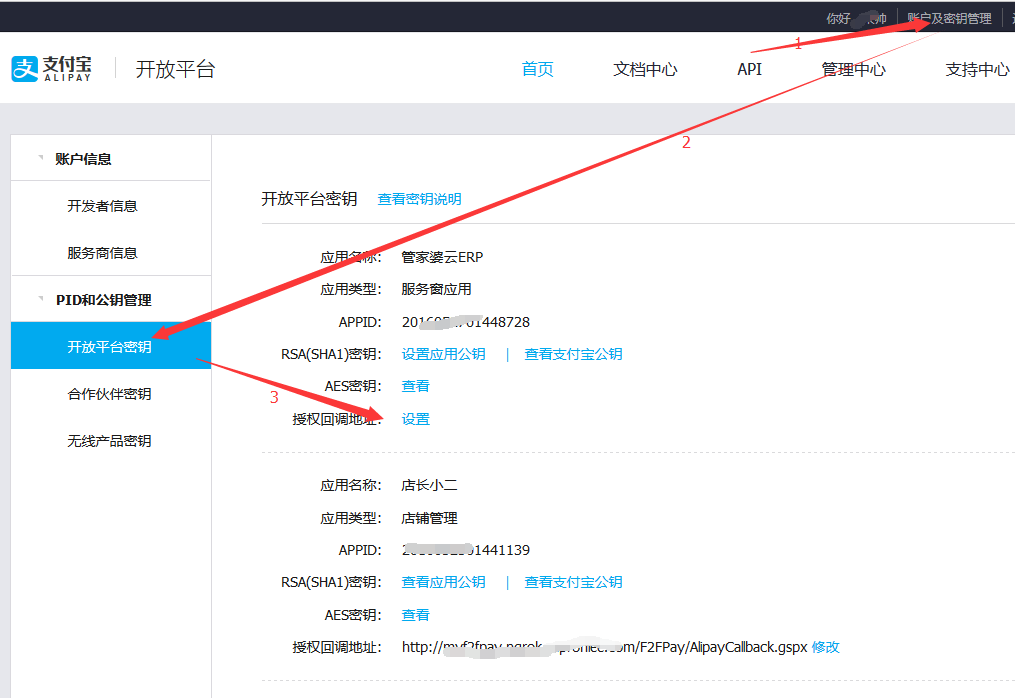 你好 帅 账户及密钥管理
1
支付宝 ALIPAY 开放平台 首页 文档中心 API 管理中心 支持中心
2
账户信息
开发者信息
服务商信息
PID和公钥管理
开放平台密钥
合作伙伴密钥
无线产品密钥
开放平台密钥 查看密钥说明
应用名称: 管家婆云ERP
应用类型: 服务窗应用
APPID: 2016 01448728
RSA(SHA1)密钥: 设置应用公钥 | 查看支付宝公钥
AES密钥: 查看
3
授权回调地址: 设置
应用名称: 店长小二
应用类型: 店铺管理
APPID: 01441139
RSA(SHA1)密钥: 查看应用公钥 | 查看支付宝公钥
AES密钥: 查看
授权回调地址: http:// .com/F2FPay/AlipayCallback.gspx 修改